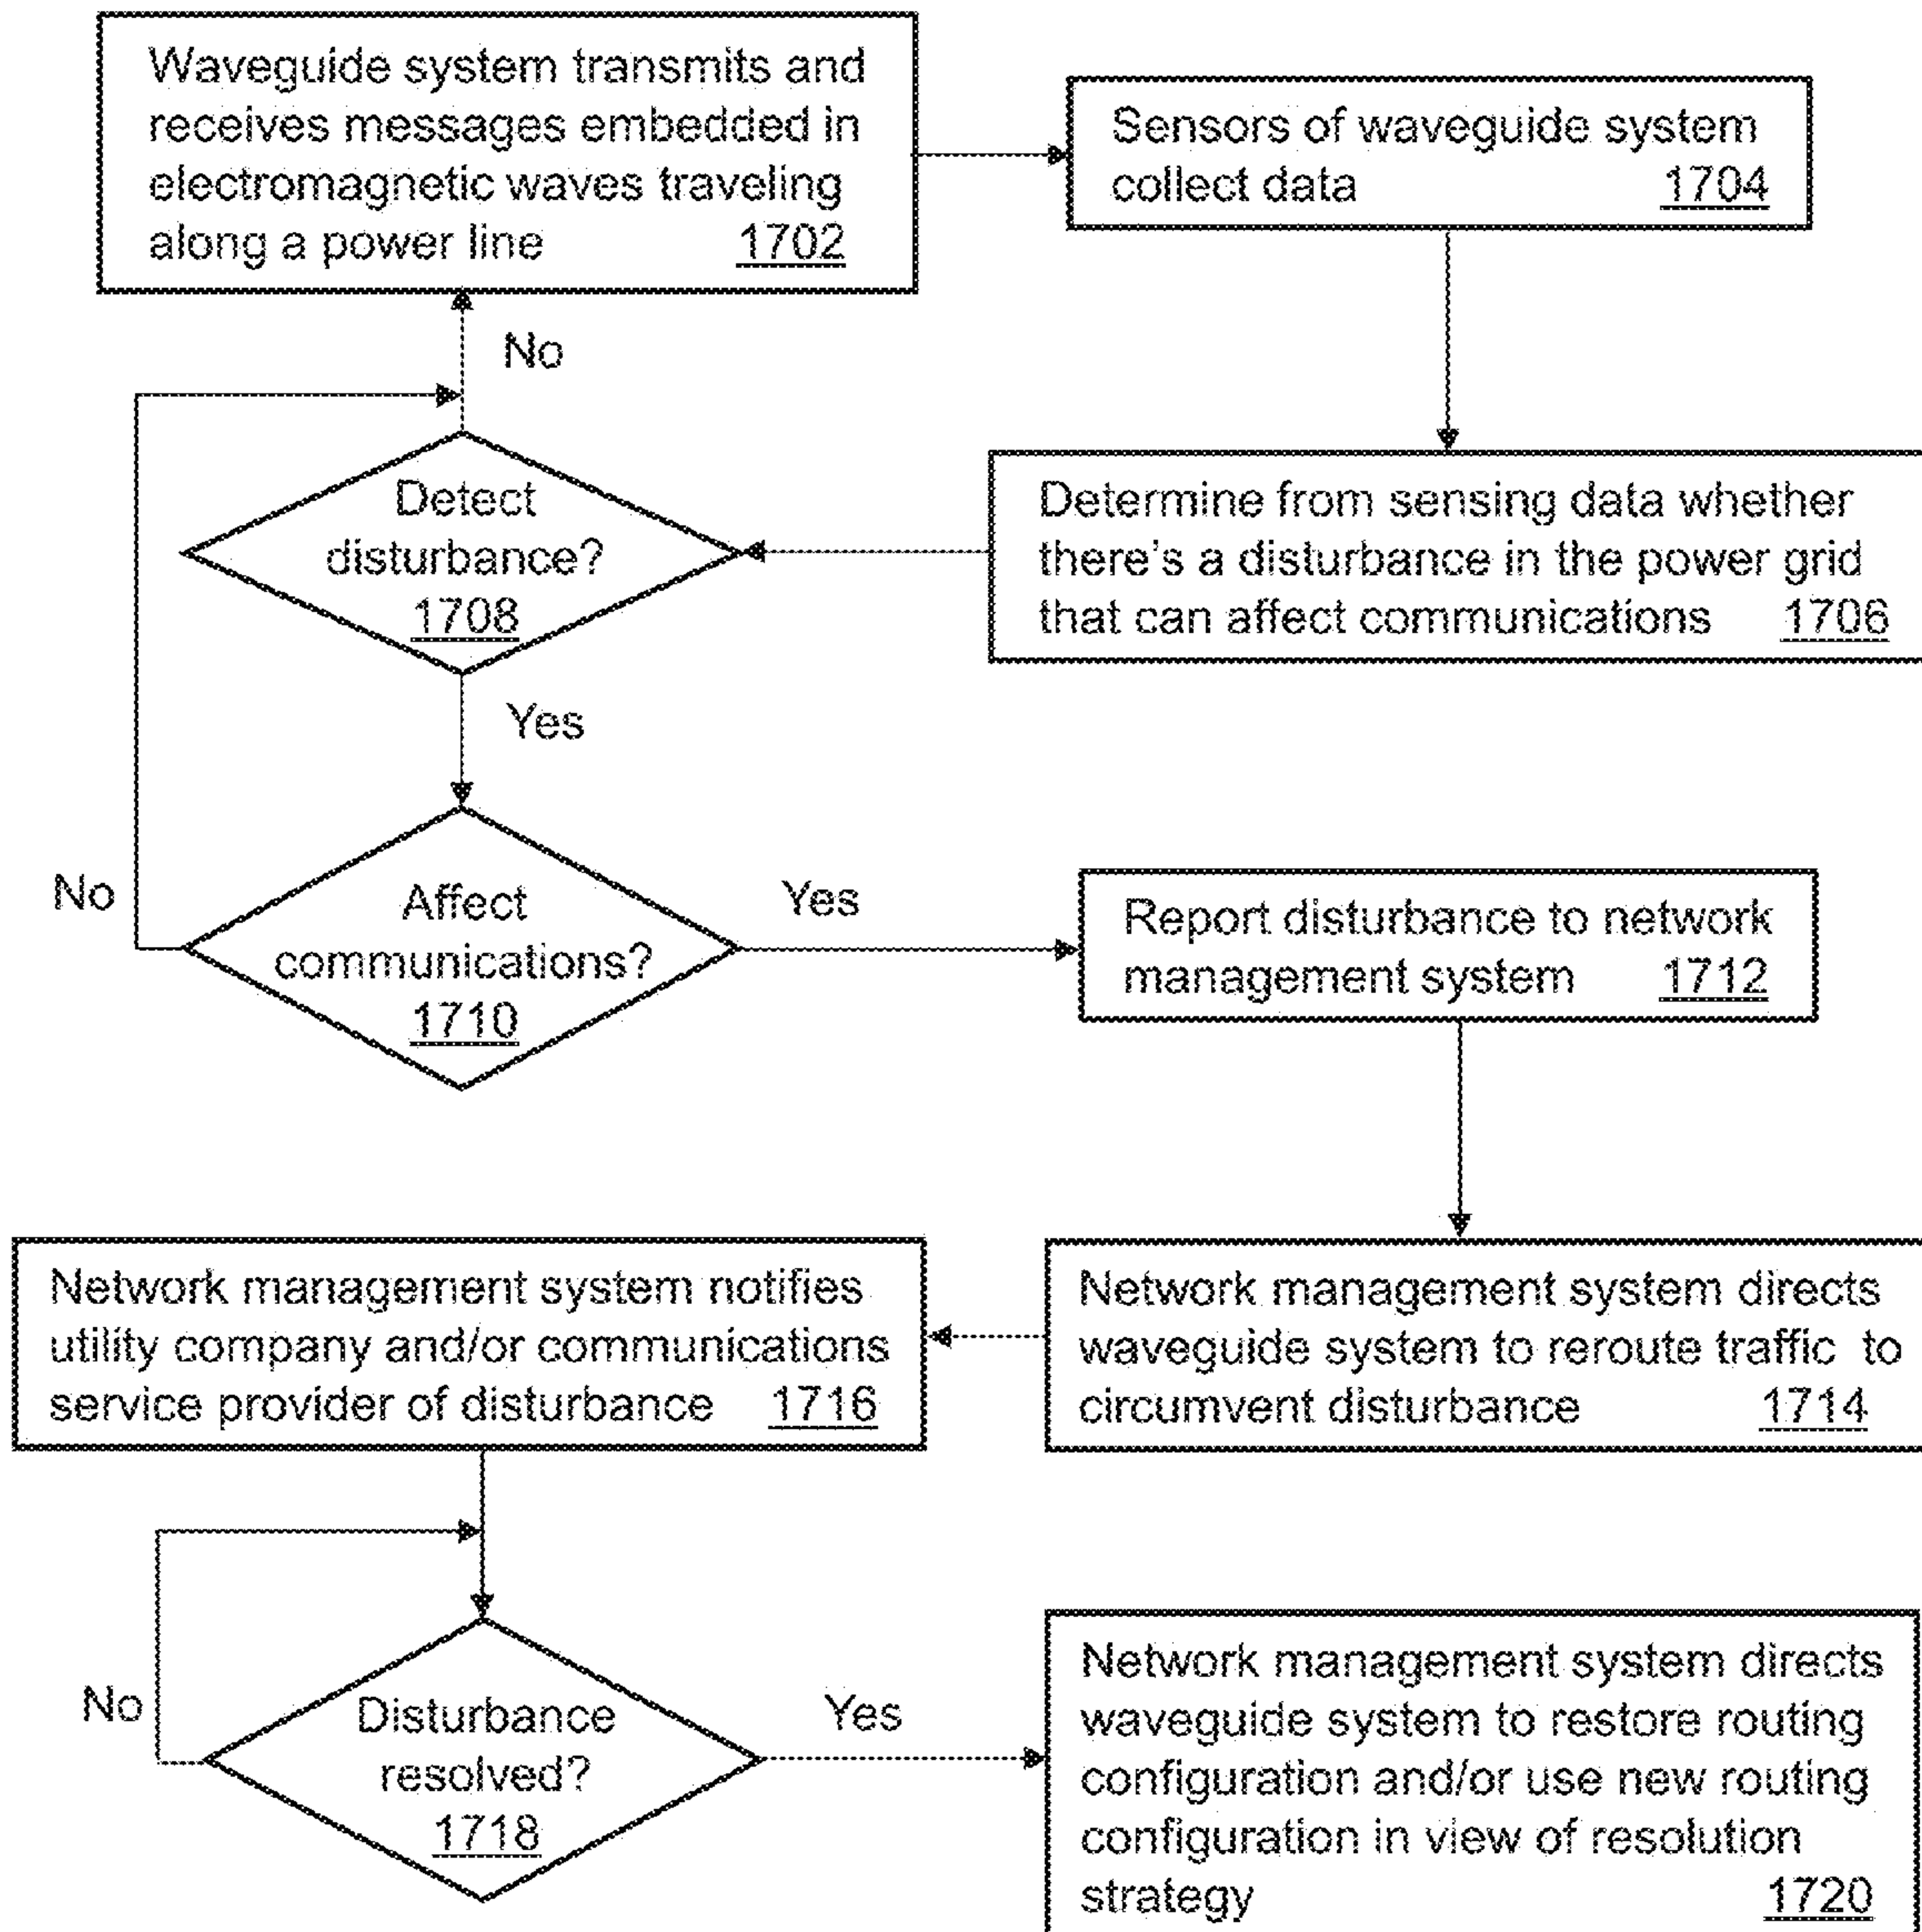 Waveguide system transmits and
receives messages embedded in
electromagnetic waves traveling
along a power line 1702
Sensors of waveguide system
collect data 1704
No
Detect
disturbance?
1708
Determine from sensing data whether
there's a disturbance in the power grid
that can affect communications 1706
Yes
No
Affect
communications?
1710
Yes
Report disturbance to network
management system 1712
Network management system notifies
utility company and/or communications
service provider of disturbance 1716
Network management system directs
waveguide system to reroute traffic to
circumvent disturbance 1714
No
Disturbance
resolved?
1718
Yes
Network management system directs
waveguide system to restore routing
configuration and/or use new routing
configuration in view of resolution
strategy 1720